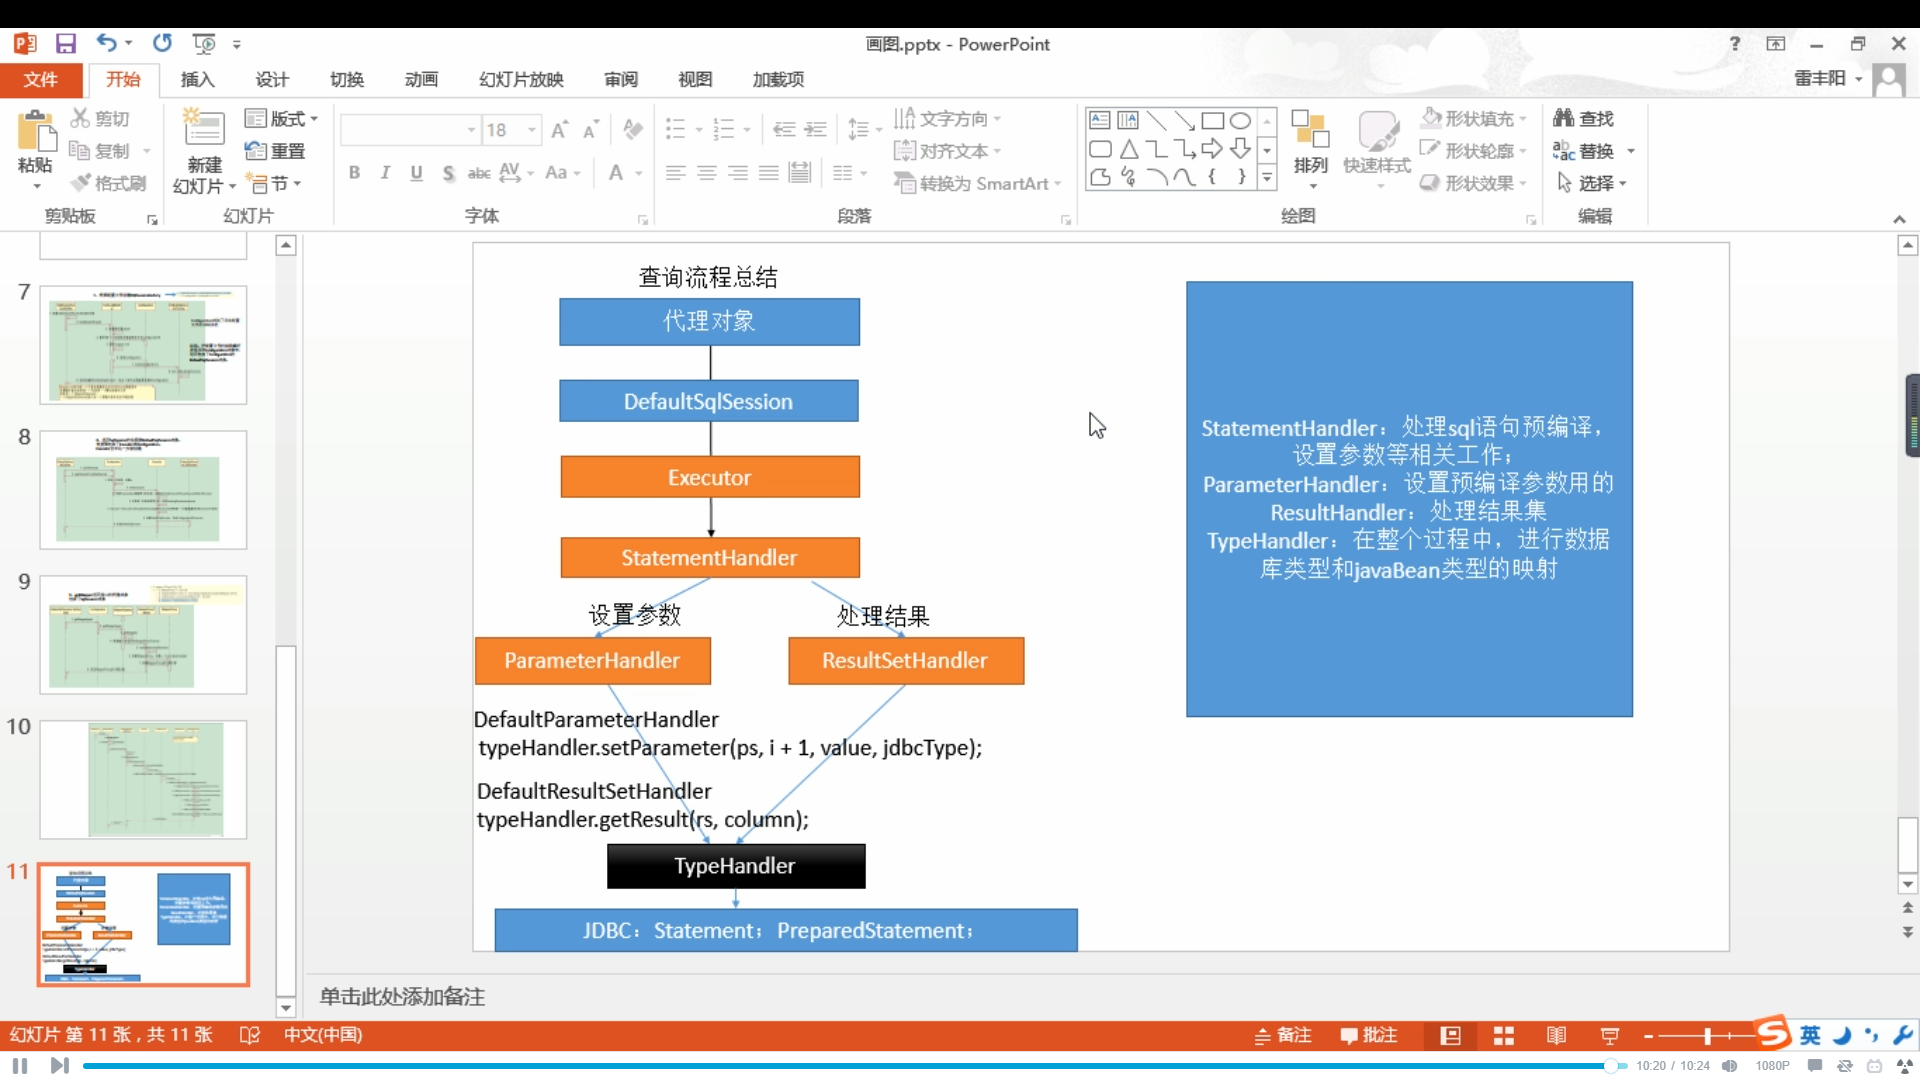 画图.pptx - PowerPoint
?
文件
开始
插入
设计
切换
动画
幻灯片放映
审阅
视图
加载项
雷丰阳
粘贴
剪切
复制
格式刷
剪贴板
新建
幻灯片
版式
重置
节
幻灯片
18
B I U S abc AV Aa A
字体
文字方向
对齐文本
转换为 SmartArt
段落
排列
快速样式
形状填充
形状轮廓
形状效果
绘图
查找
替换
选择
编辑
7
8
9
10
11
查询流程总结
代理对象
DefaultSqlSession
Executor
StatementHandler
设置参数
处理结果
ParameterHandler
ResultSetHandler
DefaultParameterHandler
typeHandler.setParameter(ps, i + 1, value, jdbcType);
DefaultResultSetHandler
typeHandler.getResult(rs, column);
TypeHandler
JDBC：Statement；PreparedStatement；
StatementHandler：处理sql语句预编译，
设置参数等相关工作；
ParameterHandler：设置预编译参数用的
ResultHandler：处理结果集
TypeHandler：在整个过程中，进行数据
库类型和javaBean类型的映射
单击此处添加备注
幻灯片 第 11 张，共 11 张
中文(中国)
备注
批注
英
10:20 / 10:24
1080P